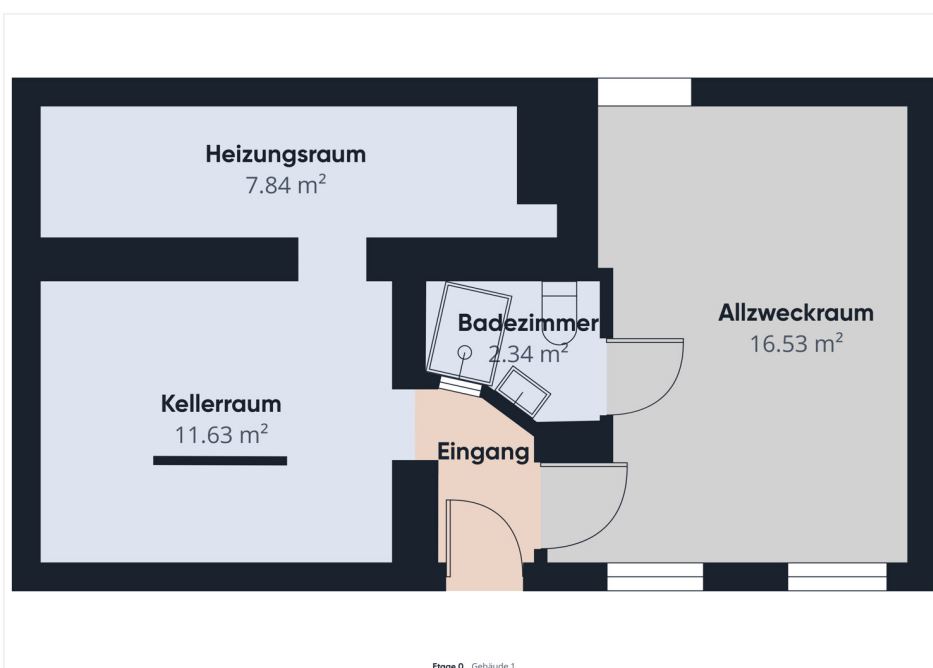 Heizungsraum
7.84 m²
Badezimmer
2.34 m²
Allzweckraum
16.53 m²
Kellerraum
11.63 m²
Eingang
Etage 0 Gebäude 1